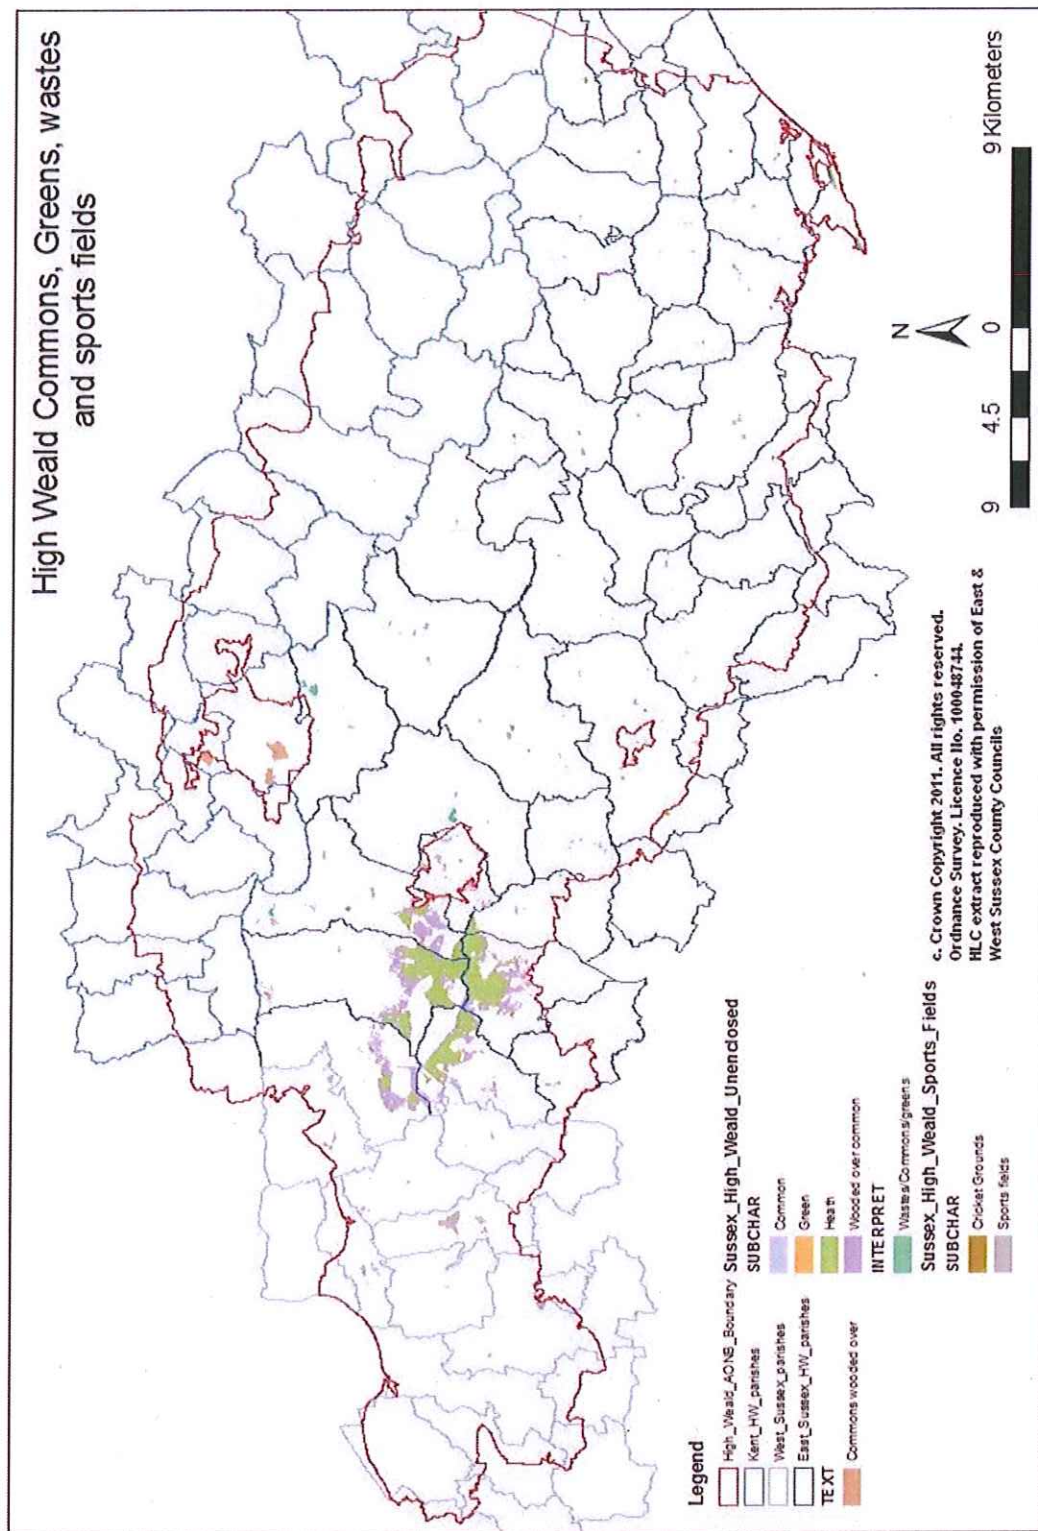 High Weald Commons, Greens, wastes
and sports fields
N
9 4.5 0 9 Kilometers
c. Crown Copyright 2011. All rights reserved.
Ordnance Survey. Licence No. 100048744.
HLC extract reproduced with permission of East &
West Sussex County Councils
Legend
High_Weald_AONB_Boundary
Kent_HW_parishes
West_Sussex_parishes
East_Sussex_HW_parishes
TEXT
Commons wooded over
Sussex_High_Weald_Unenclosed
SUBCHAR
Common
Green
Heath
Wooded over common
INTERPRET
Wastes/Commons/greens
Sussex_High_Weald_Sports_Fields
SUBCHAR
Cricket Grounds
Sports fields